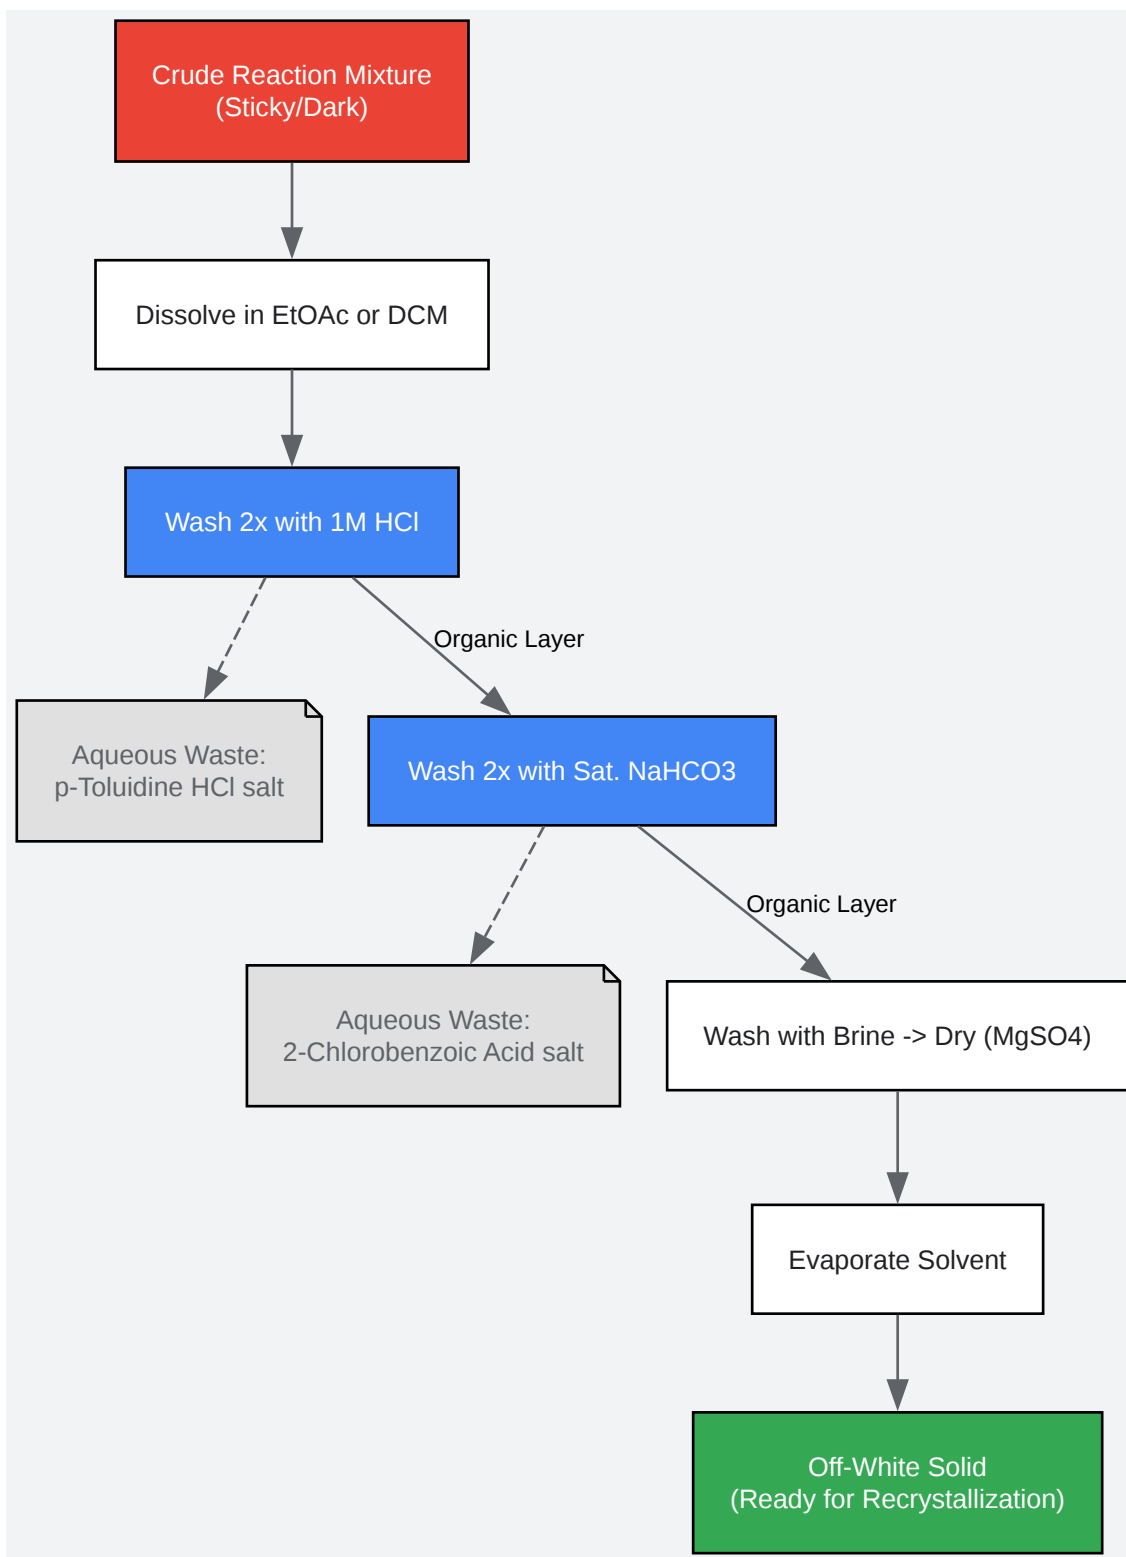 Crude Reaction Mixture
(Sticky/Dark)
Dissolve in EtOAc or DCM
Wash 2x with 1M HCl
Organic Layer
Aqueous Waste:
p-Toluidine HCl salt
Wash 2x with Sat. NaHCO3
Organic Layer
Aqueous Waste:
2-Chlorobenzoic Acid salt
Wash with Brine -> Dry (MgSO4)
Evaporate Solvent
Off-White Solid
(Ready for Recrystallization)